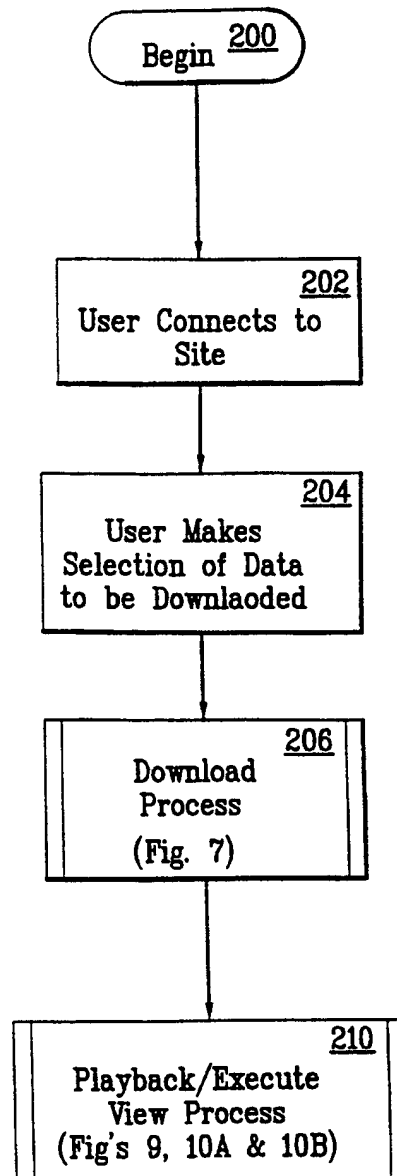 Begin 200
202
User Connects to
Site
204
User Makes
Selection of Data
to be Downlaoded
206
Download
Process
(Fig. 7)
210
Playback/Execute
View Process
(Fig's 9, 10A & 10B)